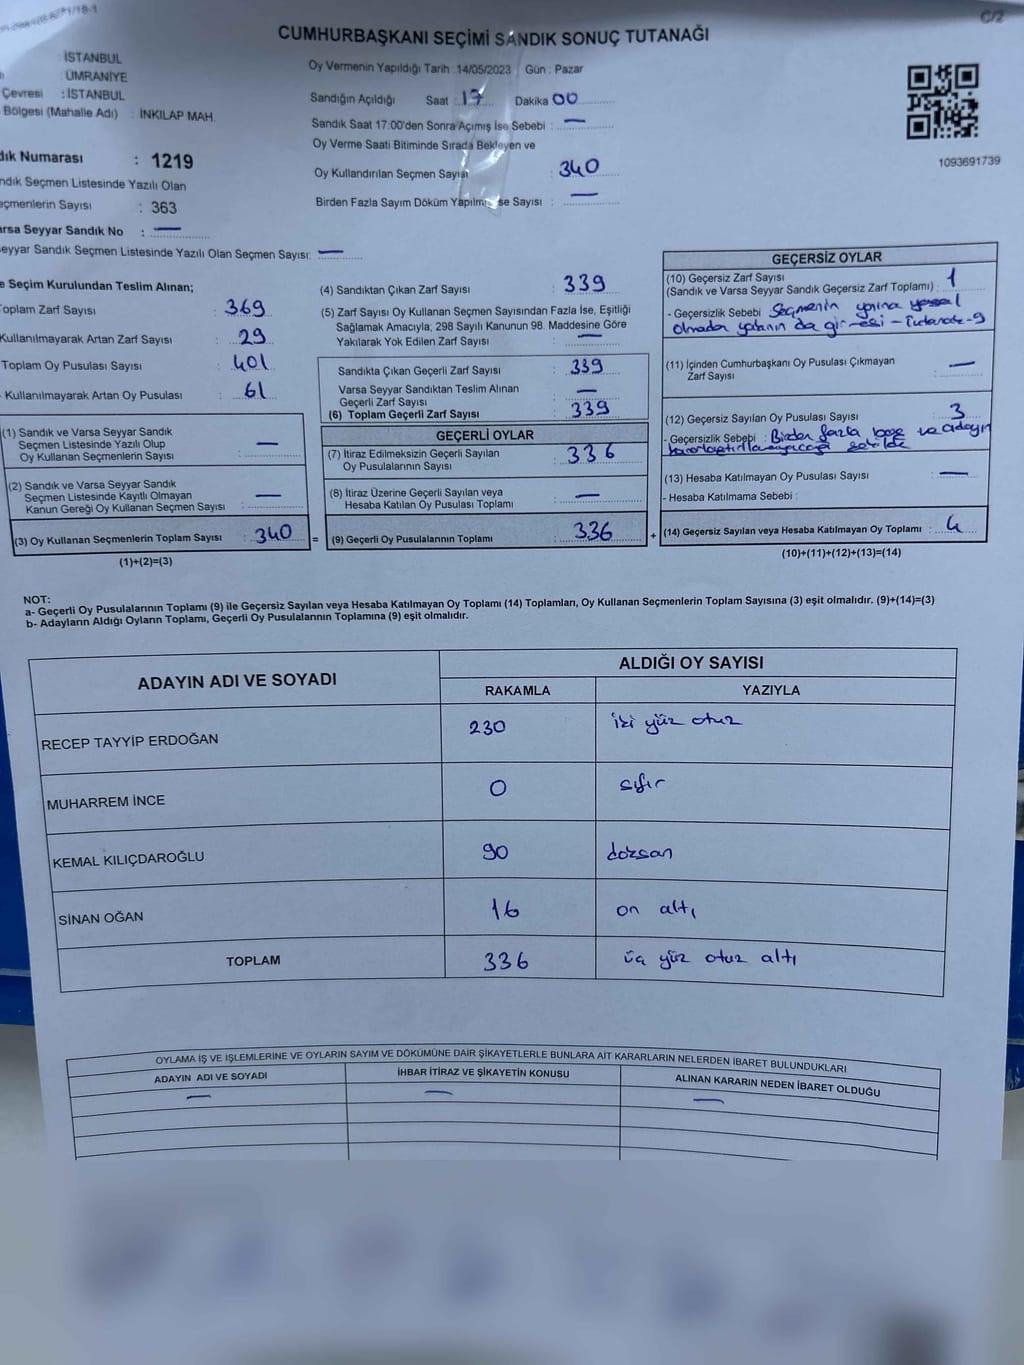 C/2
CUMHURBAŞKANI SEÇİMİ SANDIK SONUÇ TUTANAĞI
: İSTANBUL
: ÜMRANİYE
Çevresi : İSTANBUL
Bölgesi (Mahalle Adı) : İNKILAP MAH.
Oy Vermenin Yapıldığı Tarih : 14/05/2023 Gün : Pazar
Sandığın Açıldığı Saat : 17 Dakika 00
Sandık Saat 17:00'den Sonra Açımış İse Sebebi : —
Oy Verme Saati Bitiminde Sırada Bekleyen ve
Oy Kullandırılan Seçmen Sayısı : 340
Birden Fazla Sayım Döküm Yapılmış se Sayısı : —
1093691739
dık Numarası : 1219
ndık Seçmen Listesinde Yazılı Olan
eçmenlerin Sayısı : 363
arsa Seyyar Sandık No : —
eyyar Sandık Seçmen Listesinde Yazılı Olan Seçmen Sayısı: —
e Seçim Kurulundan Teslim Alınan;
oplam Zarf Sayısı : 369
Kullanılmayarak Artan Zarf Sayısı : 29
Toplam Oy Pusulası Sayısı : 401
Kullanılmayarak Artan Oy Pusulası : 61
(1) Sandık ve Varsa Seyyar Sandık
Seçmen Listesinde Yazılı Olup
Oy Kullanan Seçmenlerin Sayısı : —
(2) Sandık ve Varsa Seyyar Sandık
Seçmen Listesinde Kayıtlı Olmayan
Kanun Gereği Oy Kullanan Seçmen Sayısı : —
(3) Oy Kullanan Seçmenlerin Toplam Sayısı : 340 =
(1)+(2)=(3)
(4) Sandıktan Çıkan Zarf Sayısı : 339
(5) Zarf Sayısı Oy Kullanan Seçmen Sayısından Fazla İse, Eşitliği
Sağlamak Amacıyla; 298 Sayılı Kanunun 98. Maddesine Göre
Yakılarak Yok Edilen Zarf Sayısı : —
Sandıkta Çıkan Geçerli Zarf Sayısı : 339
Varsa Seyyar Sandıktan Teslim Alınan
Geçerli Zarf Sayısı : —
(6) Toplam Geçerli Zarf Sayısı : 339
GEÇERLİ OYLAR
(7) İtiraz Edilmeksizin Geçerli Sayılan
Oy Pusulalarının Sayısı : 336
(8) İtiraz Üzerine Geçerli Sayılan veya
Hesaba Katılan Oy Pusulası Toplamı : —
(9) Geçerli Oy Pusulalarının Toplamı : 336 +
GEÇERSİZ OYLAR
(10) Geçersiz Zarf Sayısı
(Sandık ve Varsa Seyyar Sandık Geçersiz Zarf Toplamı) : 1
- Geçersizlik Sebebi : Seçmenin yerine
(11) İçinden Cumhurbaşkanı Oy Pusulası Çıkmayan
Zarf Sayısı : —
(12) Geçersiz Sayılan Oy Pusulası Sayısı : 3
- Geçersizlik Sebebi : Birden fazla ve adayın
şekilde
(13) Hesaba Katılmayan Oy Pusulası Sayısı : —
- Hesaba Katılmama Sebebi :
(14) Geçersiz Sayılan veya Hesaba Katılmayan Oy Toplamı : 4
(10)+(11)+(12)+(13)=(14)
NOT:
a- Geçerli Oy Pusulalarının Toplamı (9) ile Geçersiz Sayılan veya Hesaba Katılmayan Oy Toplamı (14) Toplamları, Oy Kullanan Seçmenlerin Toplam Sayısına (3) eşit olmalıdır. (9)+(14)=(3)
b- Adayların Aldığı Oyların Toplamı, Geçerli Oy Pusulalarının Toplamına (9) eşit olmalıdır.
ADAYIN ADI VE SOYADI ALDIĞI OY SAYISI
RAKAMLA YAZIYLA
RECEP TAYYİP ERDOĞAN 230 iki yüz otuz
MUHARREM İNCE 0 sıfır
KEMAL KILIÇDAROĞLU 90 doksan
SİNAN OĞAN 16 on altı
TOPLAM 336 üç yüz otuz altı
OYLAMA İŞ VE İŞLEMLERİNE VE OYLARIN SAYIM VE DÖKÜMÜNE DAİR ŞİKAYETLERLE BUNLARA AİT KARARLARIN NELERDEN İBARET BULUNDUKLARI
ADAYIN ADI VE SOYADI İHBAR İTİRAZ VE ŞİKAYETİN KONUSU ALINAN KARARIN NEDEN İBARET OLDUĞU
— — —